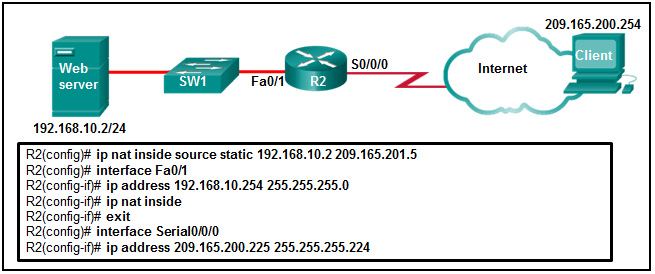 209.165.200.254
Web
server
SW1
Fa0/1
R2
S0/0/0
Internet
Client
192.168.10.2/24
R2(config)# ip nat inside source static 192.168.10.2 209.165.201.5
R2(config)# interface Fa0/1
R2(config-if)# ip address 192.168.10.254 255.255.255.0
R2(config-if)# ip nat inside
R2(config-if)# exit
R2(config)# interface Serial0/0/0
R2(config-if)# ip address 209.165.200.225 255.255.255.224